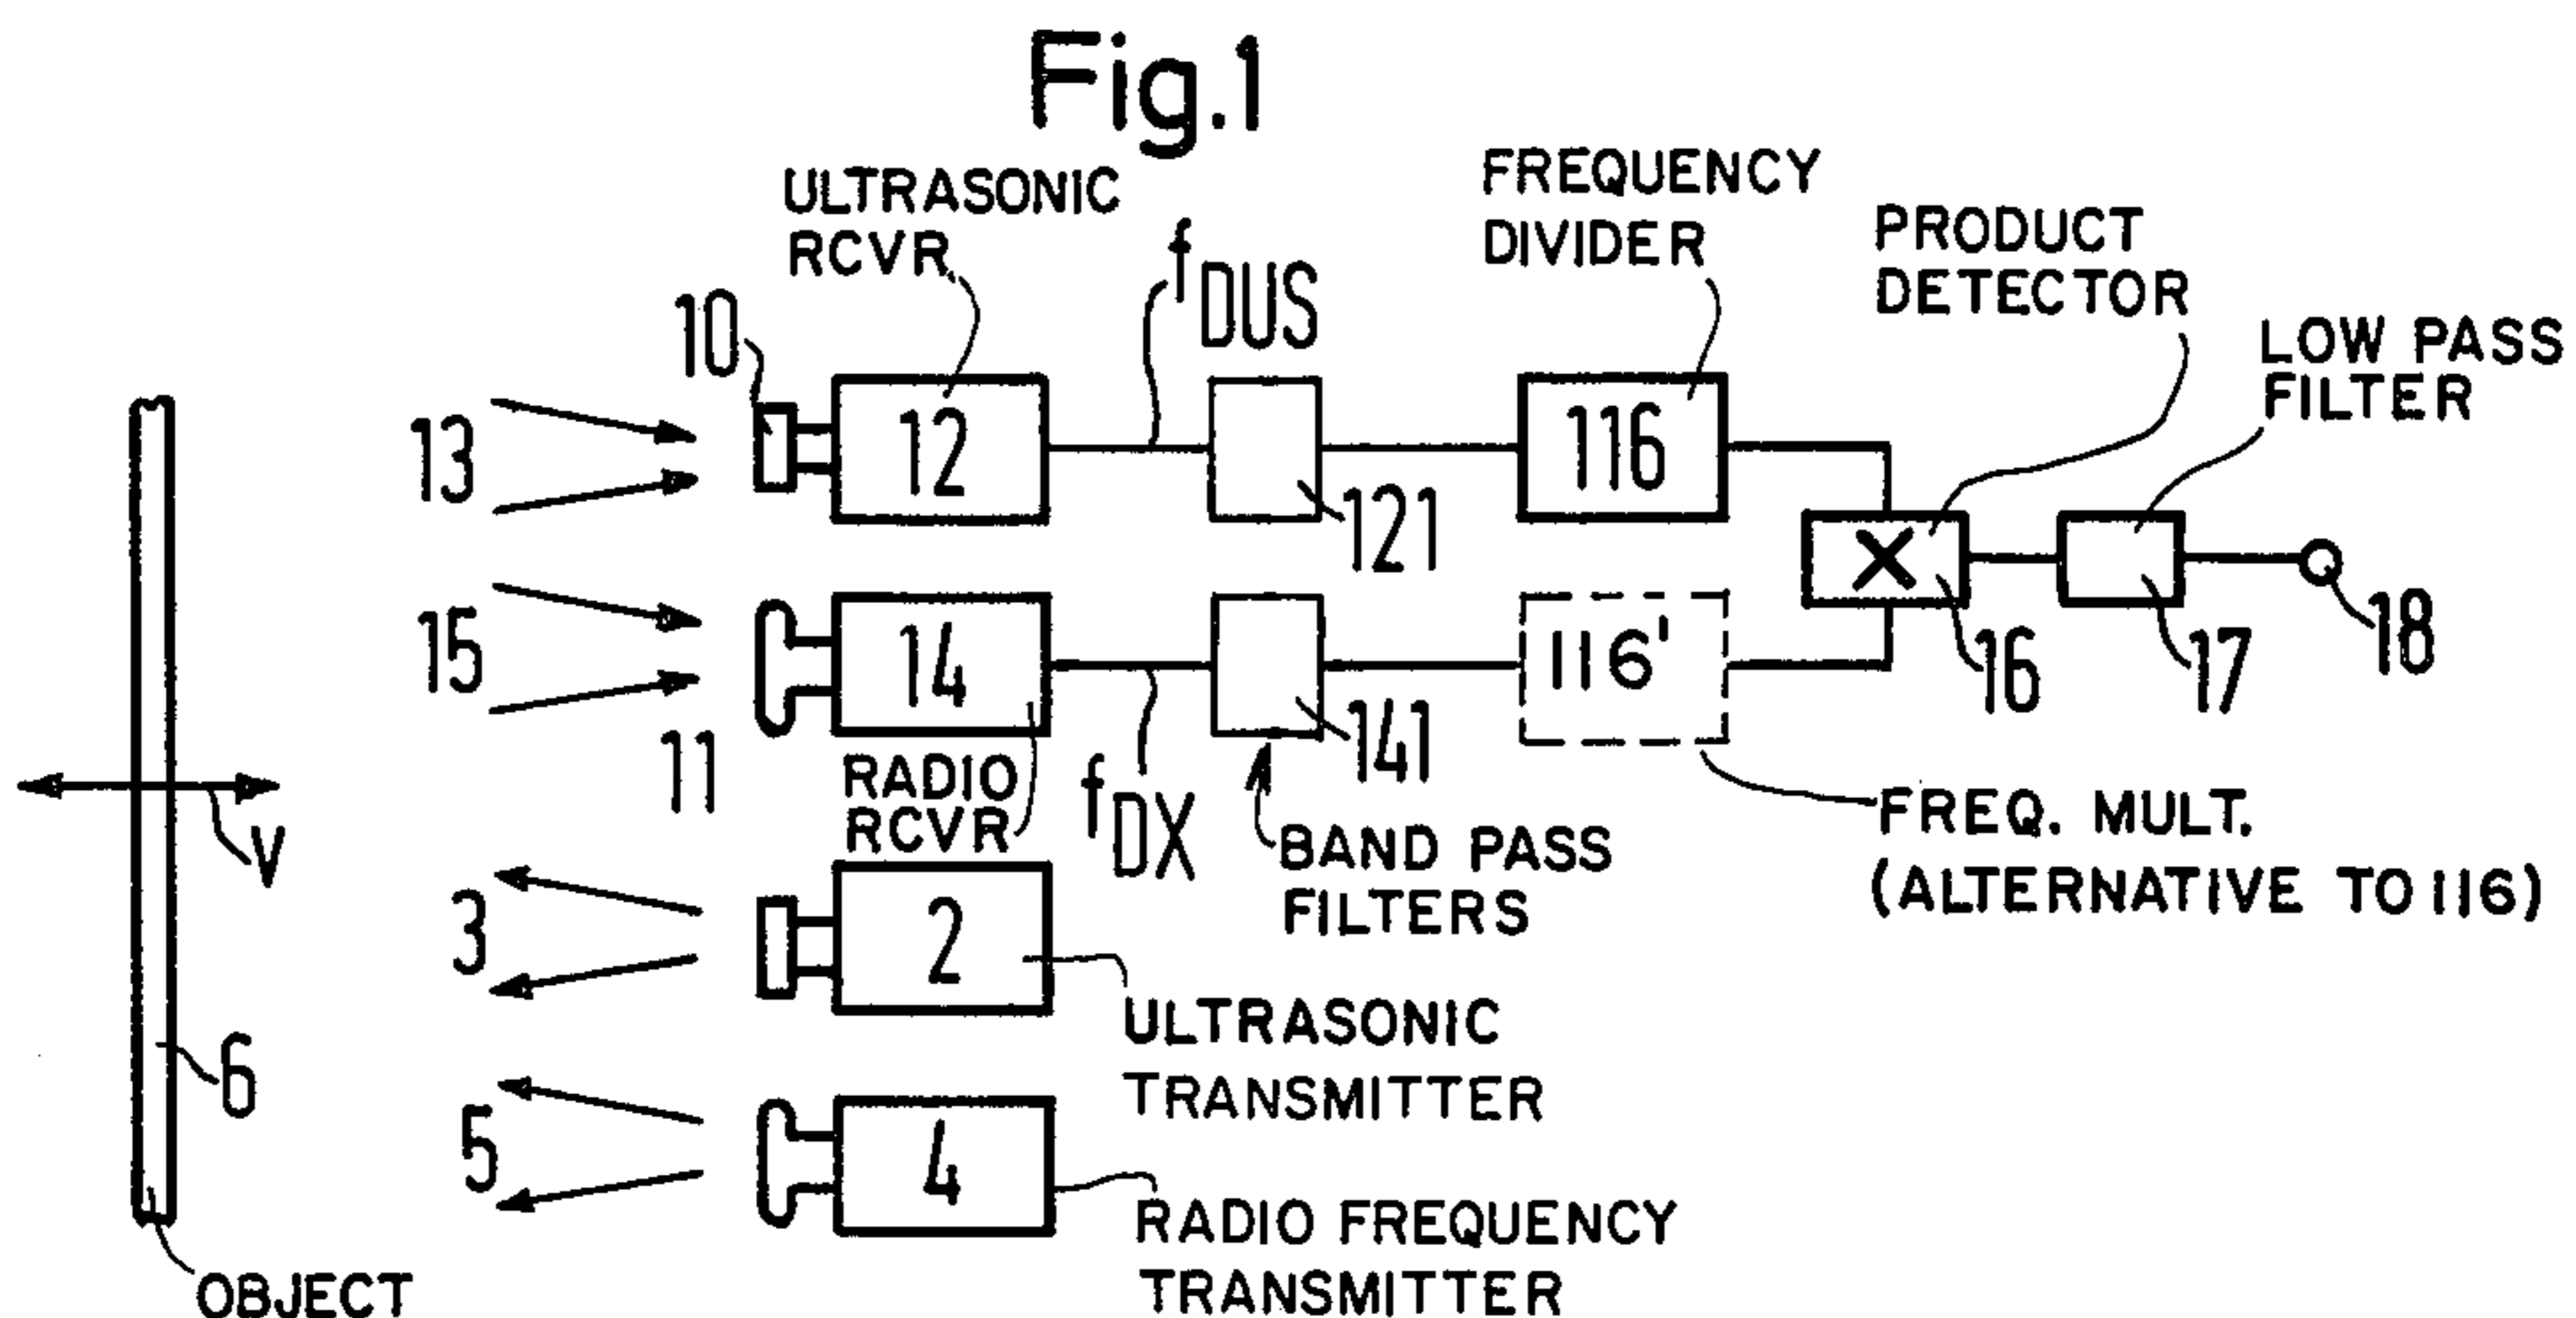 Fig.1
ULTRASONIC
RCVR.
FREQUENCY
DIVIDER
PRODUCT
DETECTOR
LOW PASS
FILTER
10
fDUS
13
12
121
116
15
14
141
116'
X
16
17
18
11
RADIO
RCVR
fDX
BAND PASS
FILTERS
FREQ. MULT.
(ALTERNATIVE TO 116)
V
3
2
ULTRASONIC
TRANSMITTER
6
5
4
RADIO FREQUENCY
TRANSMITTER
OBJECT